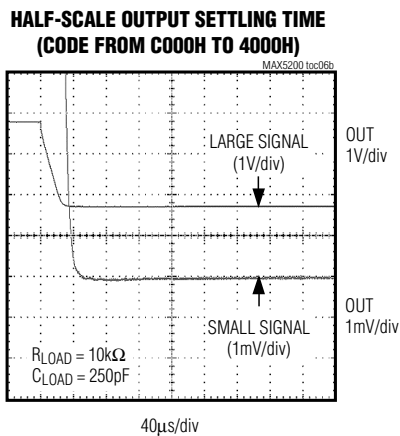 HALF-SCALE OUTPUT SETTLING TIME
(CODE FROM C000H TO 4000H)
MAX5200 toc06b
LARGE SIGNAL
(1V/div)
OUT
1V/div
SMALL SIGNAL
(1mV/div)
OUT
1mV/div
RLOAD = 10kΩ
CLOAD = 250pF
40μs/div